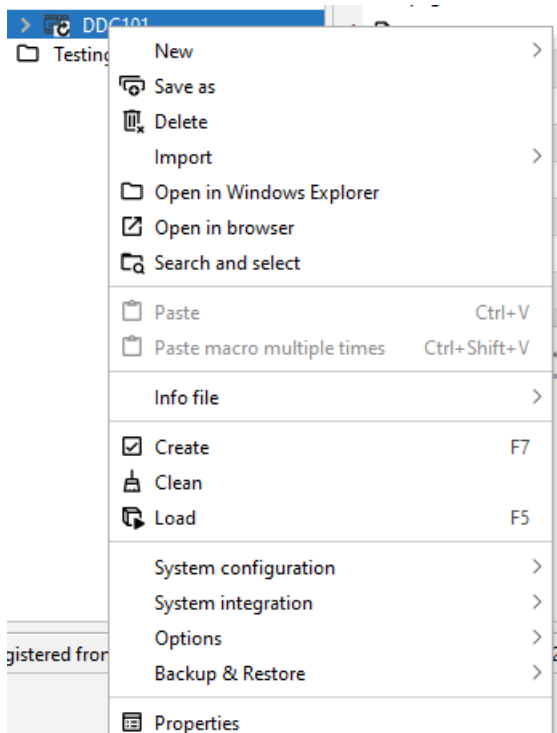 DDC101
Testing
New
Save as
Delete
Import
Open in Windows Explorer
Open in browser
Search and select
Paste Ctrl+V
Paste macro multiple times Ctrl+Shift+V
Info file
Create F7
Clean
Load F5
System configuration
System integration
Options
gistered from
Backup & Restore
Properties